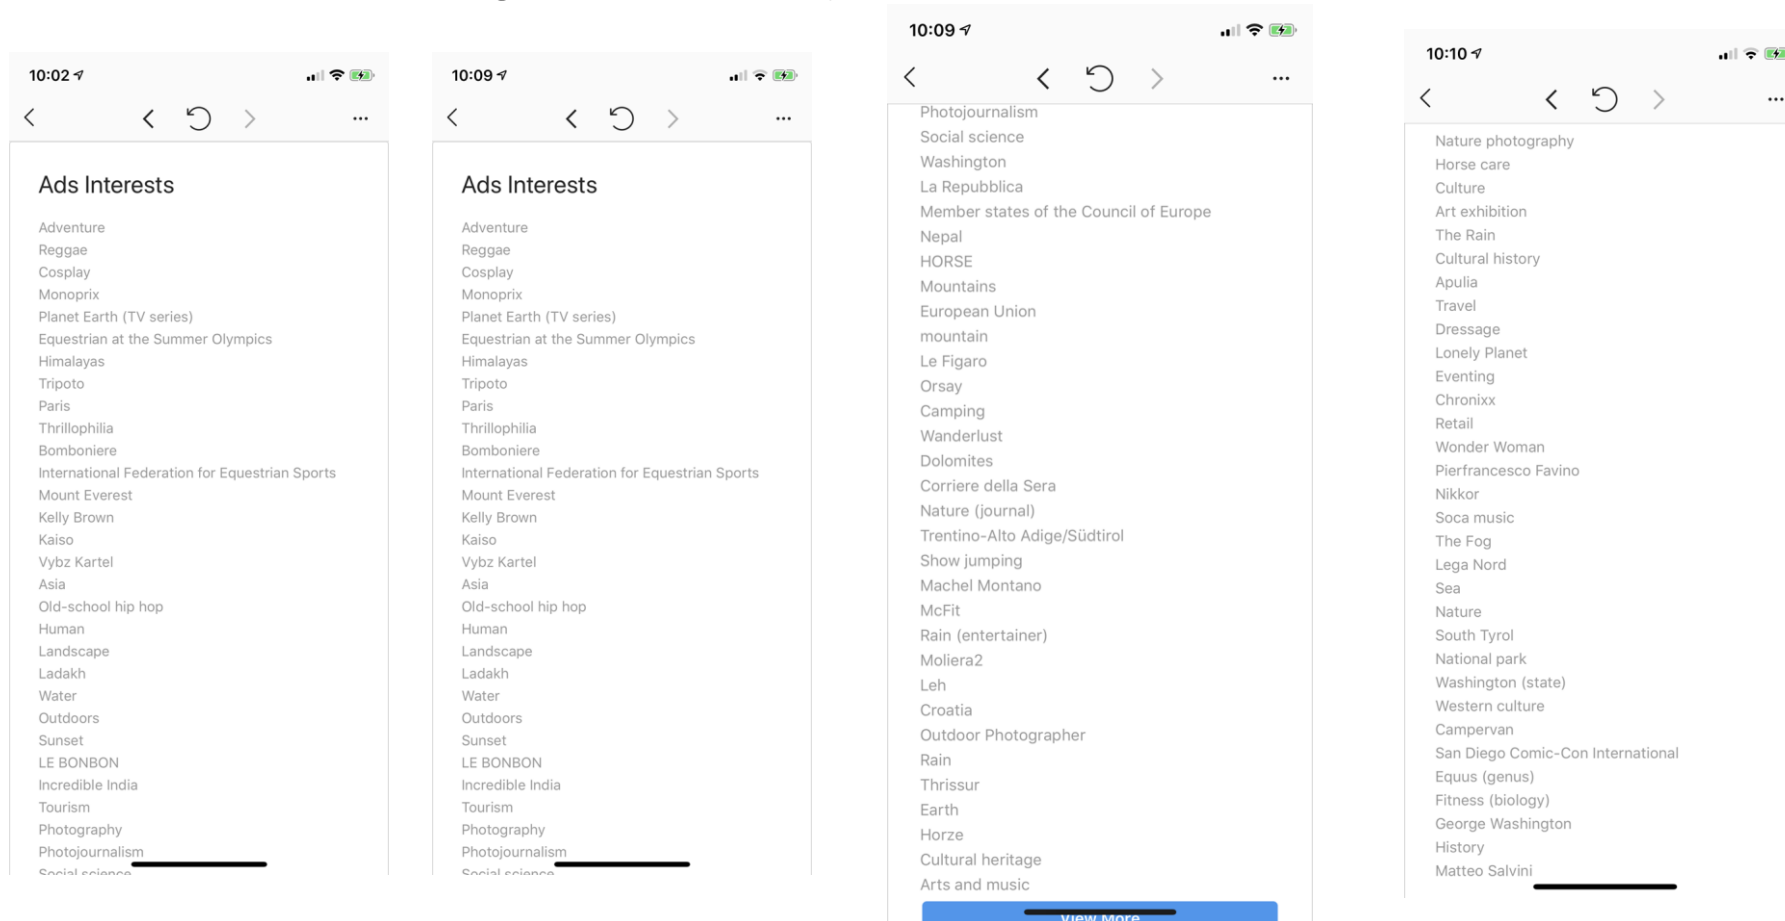 10:02
Ads Interests
Adventure
Reggae
Cosplay
Monoprix
Planet Earth (TV series)
Equestrian at the Summer Olympics
Himalayas
Tripoto
Paris
Thrillophilia
Bomboniere
International Federation for Equestrian Sports
Mount Everest
Kelly Brown
Kaiso
Vybz Kartel
Asia
Old-school hip hop
Human
Landscape
Ladakh
Water
Outdoors
Sunset
LE BONBON
Incredible India
Tourism
Photography
Photojournalism
Social science
10:09
Ads Interests
Adventure
Reggae
Cosplay
Monoprix
Planet Earth (TV series)
Equestrian at the Summer Olympics
Himalayas
Tripoto
Paris
Thrillophilia
Bomboniere
International Federation for Equestrian Sports
Mount Everest
Kelly Brown
Kaiso
Vybz Kartel
Asia
Old-school hip hop
Human
Landscape
Ladakh
Water
Outdoors
Sunset
LE BONBON
Incredible India
Tourism
Photography
Photojournalism
Social science
10:09
Photojournalism
Social science
Washington
La Repubblica
Member states of the Council of Europe
Nepal
HORSE
Mountains
European Union
mountain
Le Figaro
Orsay
Camping
Wanderlust
Dolomites
Corriere della Sera
Nature (journal)
Trentino-Alto Adige/Südtirol
Show jumping
Machel Montano
McFit
Rain (entertainer)
Moliera2
Leh
Croatia
Outdoor Photographer
Rain
Thrissur
Earth
Horze
Cultural heritage
Arts and music
View More
10:10
Nature photography
Horse care
Culture
Art exhibition
The Rain
Cultural history
Apulia
Travel
Dressage
Lonely Planet
Eventing
Chronixx
Retail
Wonder Woman
Pierfrancesco Favino
Nikkor
Soca music
The Fog
Lega Nord
Sea
Nature
South Tyrol
National park
Washington (state)
Western culture
Campervan
San Diego Comic-Con International
Equus (genus)
Fitness (biology)
George Washington
History
Matteo Salvini